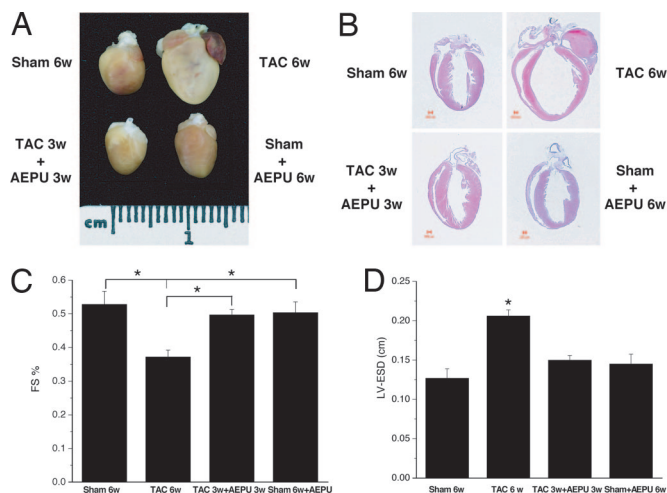 A
Sham 6w
TAC 6w
TAC 3w
+
AEPU 3w
Sham
+
AEPU 6w
cm
1
B
Sham 6w
TAC 6w
TAC 3w
+
AEPU 3w
Sham
+
AEPU 6w
C
*
*
*
0.6
0.5
0.4
0.3
0.2
0.1
0.0
FS %
Sham 6w
TAC 6w
TAC 3w+AEPU 3w
Sham 6w+AEPU
D
*
0.25
0.20
0.15
0.10
0.05
0.00
LV-ESD (cm)
Sham 6w
TAC 6 w
TAC 3w+AEPU 3w
Sham+AEPU 6w